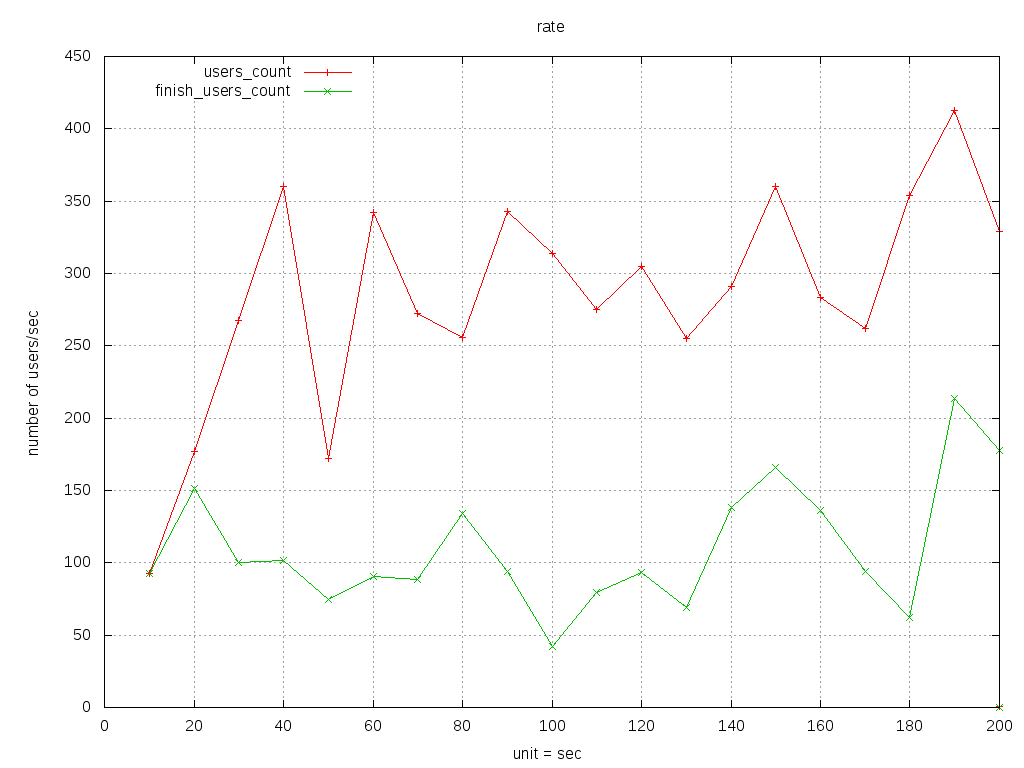 rate
450
400
350
300
250
200
150
100
50
0
users_count
finish_users_count
number of users/sec
0 20 40 60 80 100 120 140 160 180 200
unit = sec